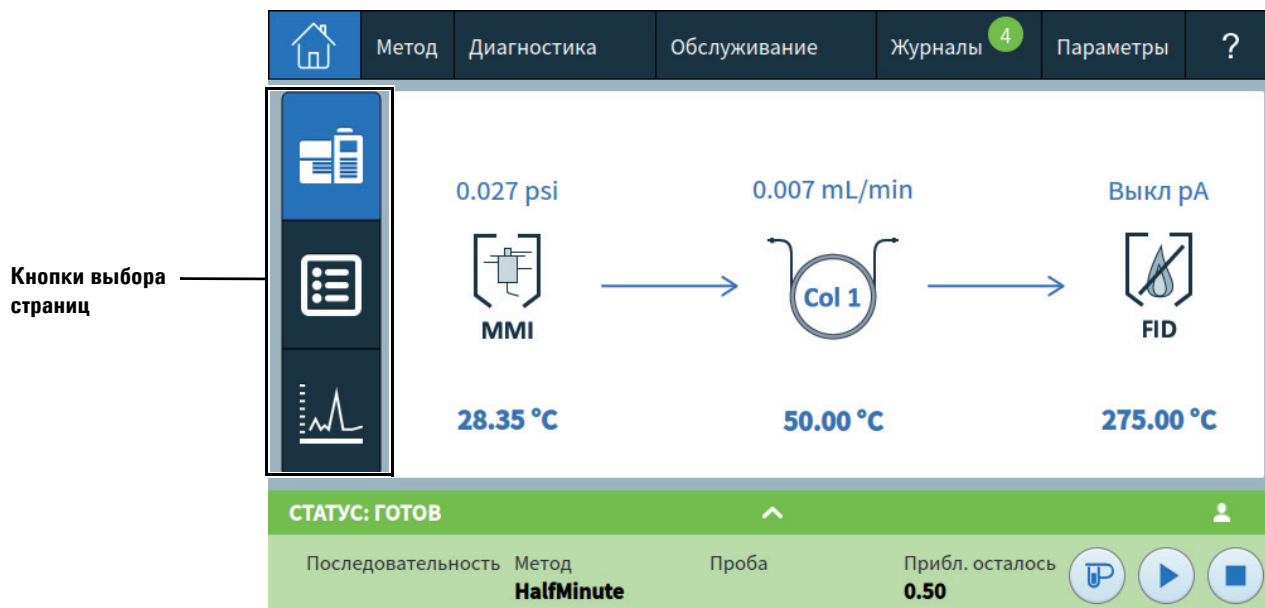 Метод Диагностика Обслуживание Журналы 4 Параметры ?
Кнопки выбора
страниц
0.027 psi 0.007 mL/min Выкл pA
Col 1
MMI FID
28.35 °C 50.00 °C 275.00 °C
СТАТУС: ГОТОВ
Последовательность Метод Проба Прибл. осталось
HalfMinute 0.50